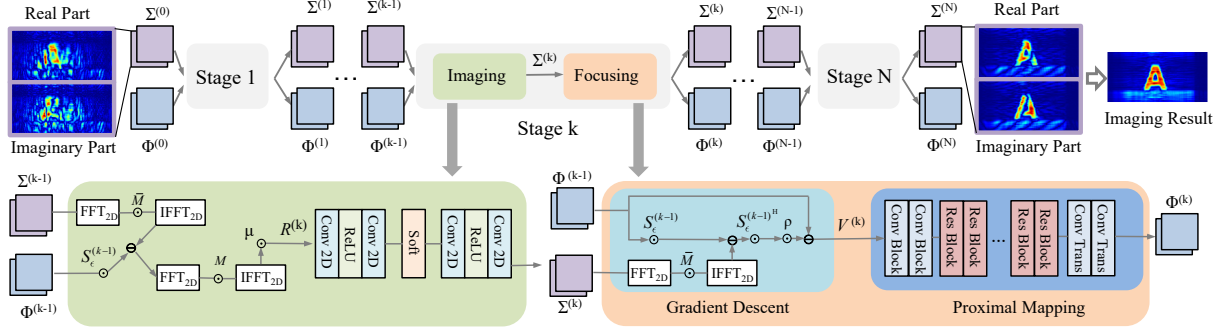 Real Part
Imaginary Part
Σ(0)
Φ(0)
Stage 1
Σ(1)
Σ(k-1)
...
Φ(1)
Φ(k-1)
Imaging
Σ(k)
Focusing
Stage k
Σ(k)
Σ(N-1)
...
Φ(k)
Φ(N-1)
Stage N
Σ(N)
Φ(N)
Real Part
Imaginary Part
Imaging Result
Σ(k-1)
Φ(k-1)
FFT2D
M̄
IFFT2D
Sϵ(k-1)
FFT2D
M
IFFT2D
μ
R(k)
Conv 2D
ReLU
Conv 2D
Soft
Conv 2D
ReLU
Conv 2D
Φ(k-1)
Σ(k)
Sϵ(k-1)
Sϵ(k-1)H
ρ
FFT2D
M̄
IFFT2D
Gradient Descent
V(k)
Conv Block
Conv Block
Res Block
Res Block
...
Res Block
Res Block
Conv Trans
Conv Trans
Proximal Mapping
Φ(k)